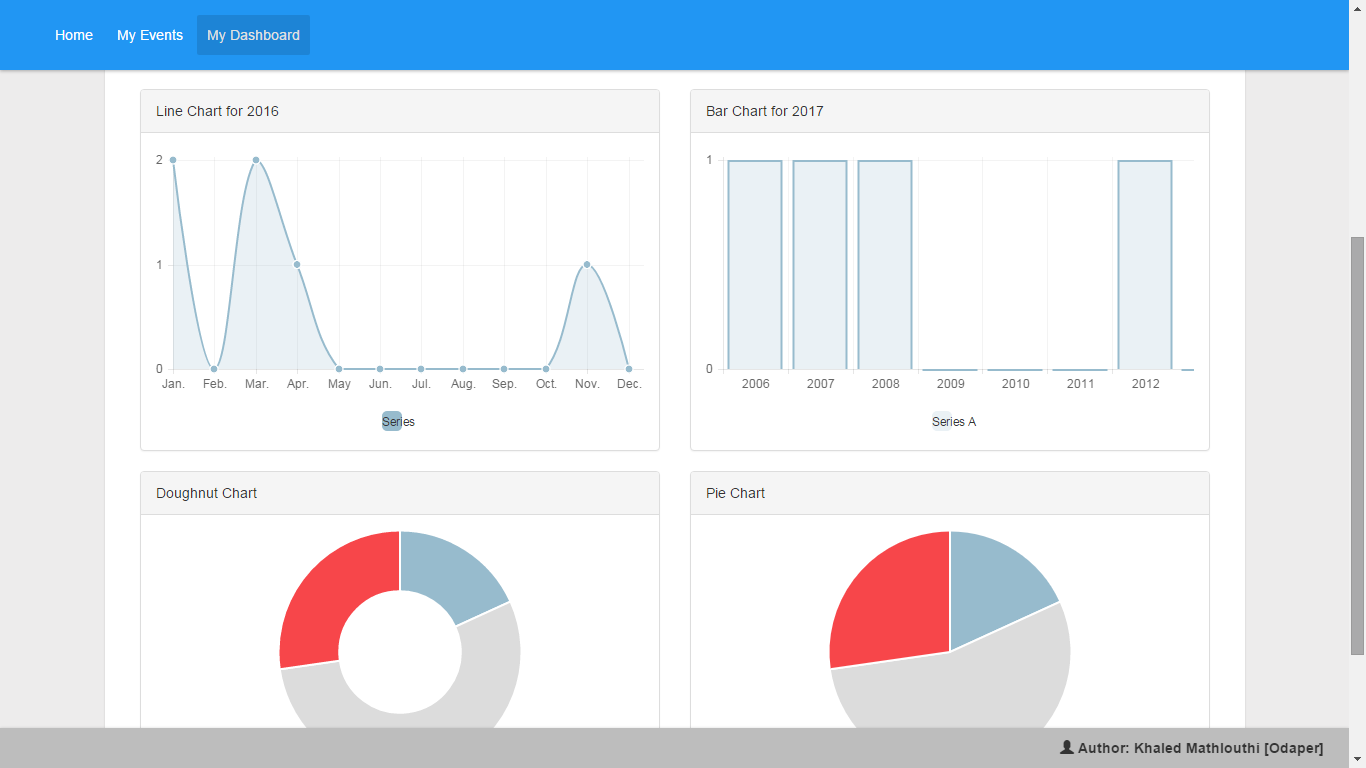 Home My Events My Dashboard
Line Chart for 2016
2
1
0
Jan. Feb. Mar. Apr. May Jun. Jul. Aug. Sep. Oct. Nov. Dec.
Series
Bar Chart for 2017
1
0
2006 2007 2008 2009 2010 2011 2012
Series A
Doughnut Chart
Pie Chart
Author: Khaled Mathlouthi [Odaper]